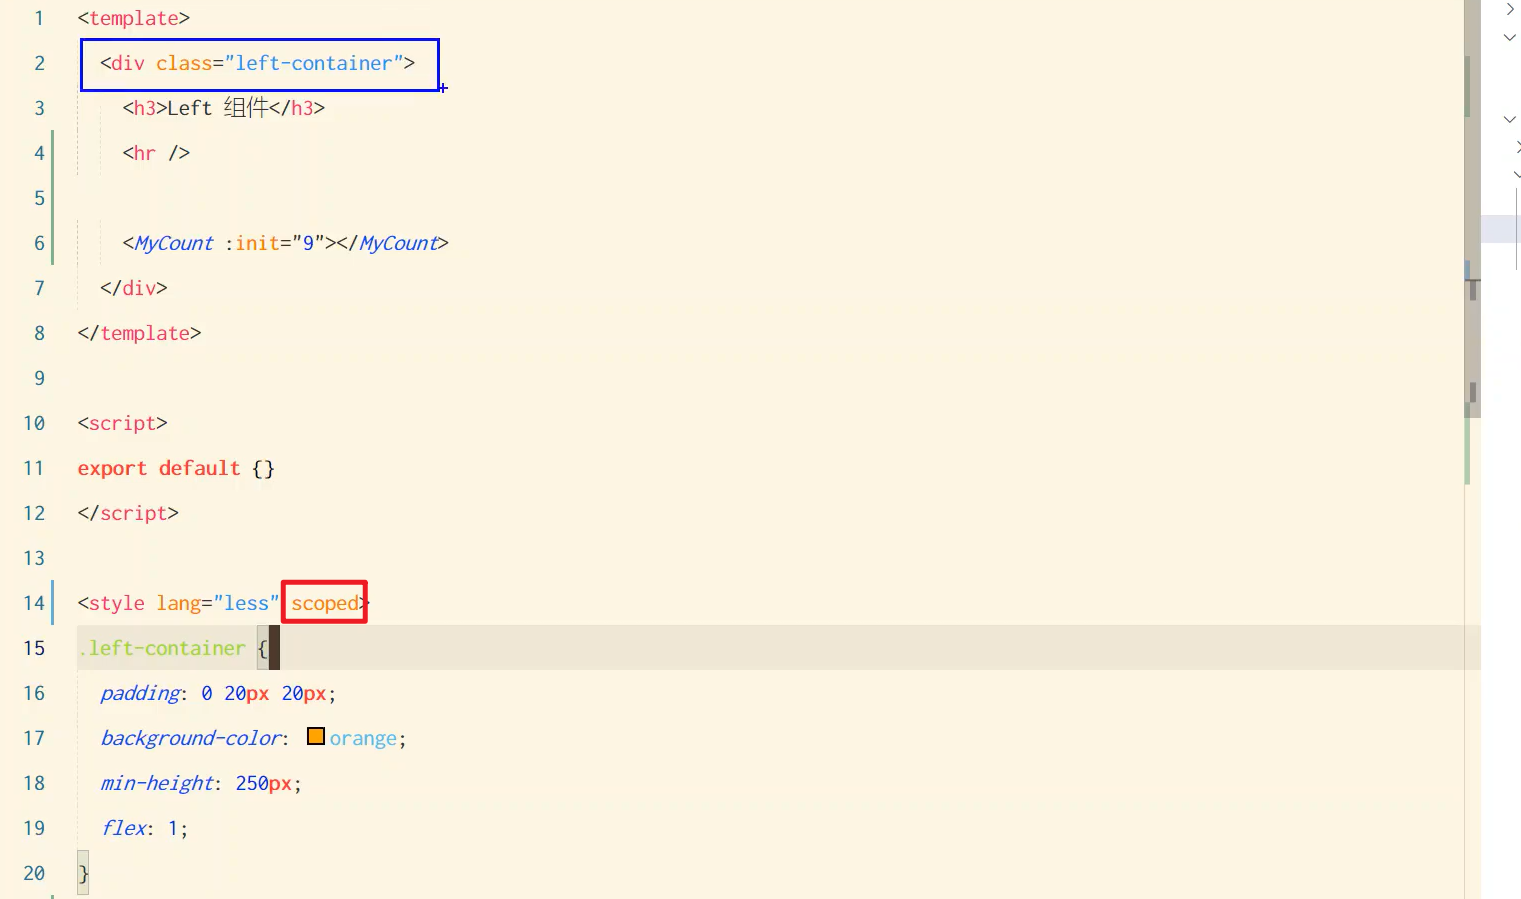 1 <template>
2 <div class="left-container">
3 <h3>Left 组件</h3>
4 <hr />
5
6 <MyCount :init="9"></MyCount>
7 </div>
8 </template>
9
10 <script>
11 export default {}
12 </script>
13
14 <style lang="less" scoped>
15 .left-container {
16 padding: 0 20px 20px;
17 background-color: orange;
18 min-height: 250px;
19 flex: 1;
20 }